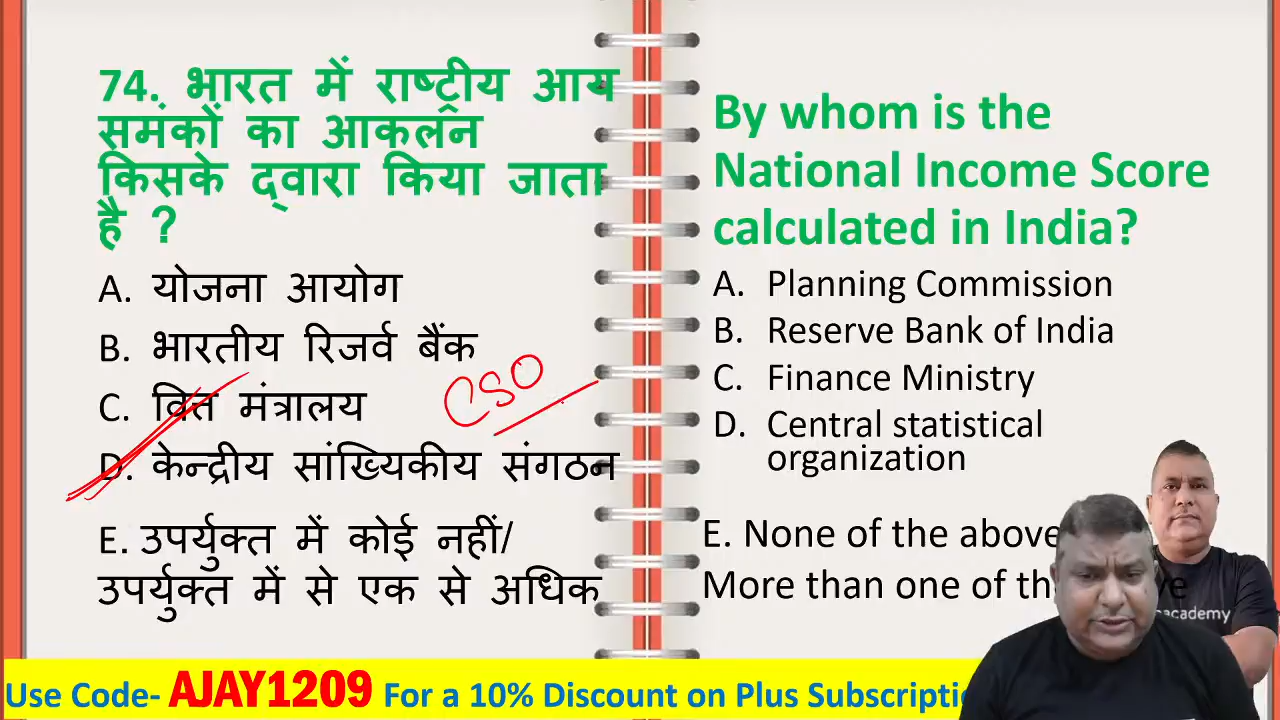 74. भारत में राष्ट्रीय आय
समंकों का आकलन
किसके द्वारा किया जाता
है ?
A. योजना आयोग
B. भारतीय रिजर्व बैंक
C. वित्त मंत्रालय
D. केन्द्रीय सांख्यिकीय संगठन
E. उपर्युक्त में कोई नहीं/
उपर्युक्त में से एक से अधिक
CSO
By whom is the
National Income Score
calculated in India?
A. Planning Commission
B. Reserve Bank of India
C. Finance Ministry
D. Central statistical
organization
E. None of the above
More than one of
academy
Use Code- AJAY1209 For a 10% Discount on Plus